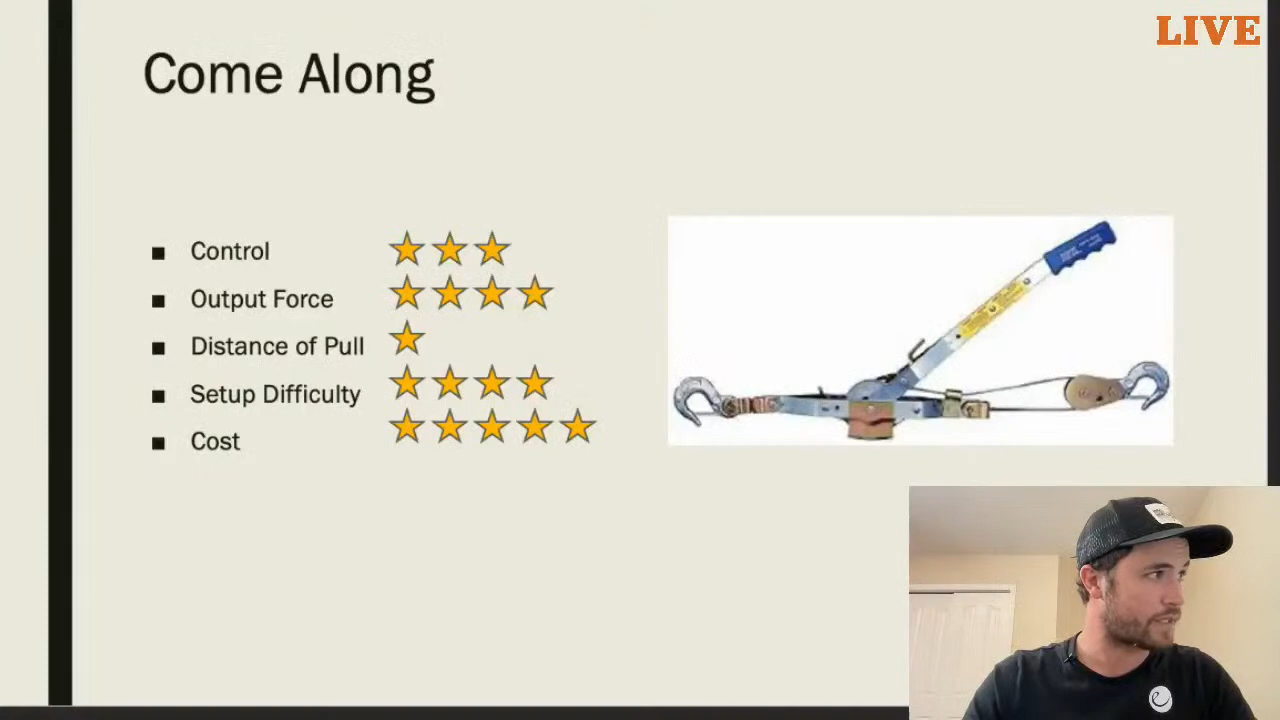 LIVE
Come Along
Control
Output Force
Distance of Pull
Setup Difficulty
Cost